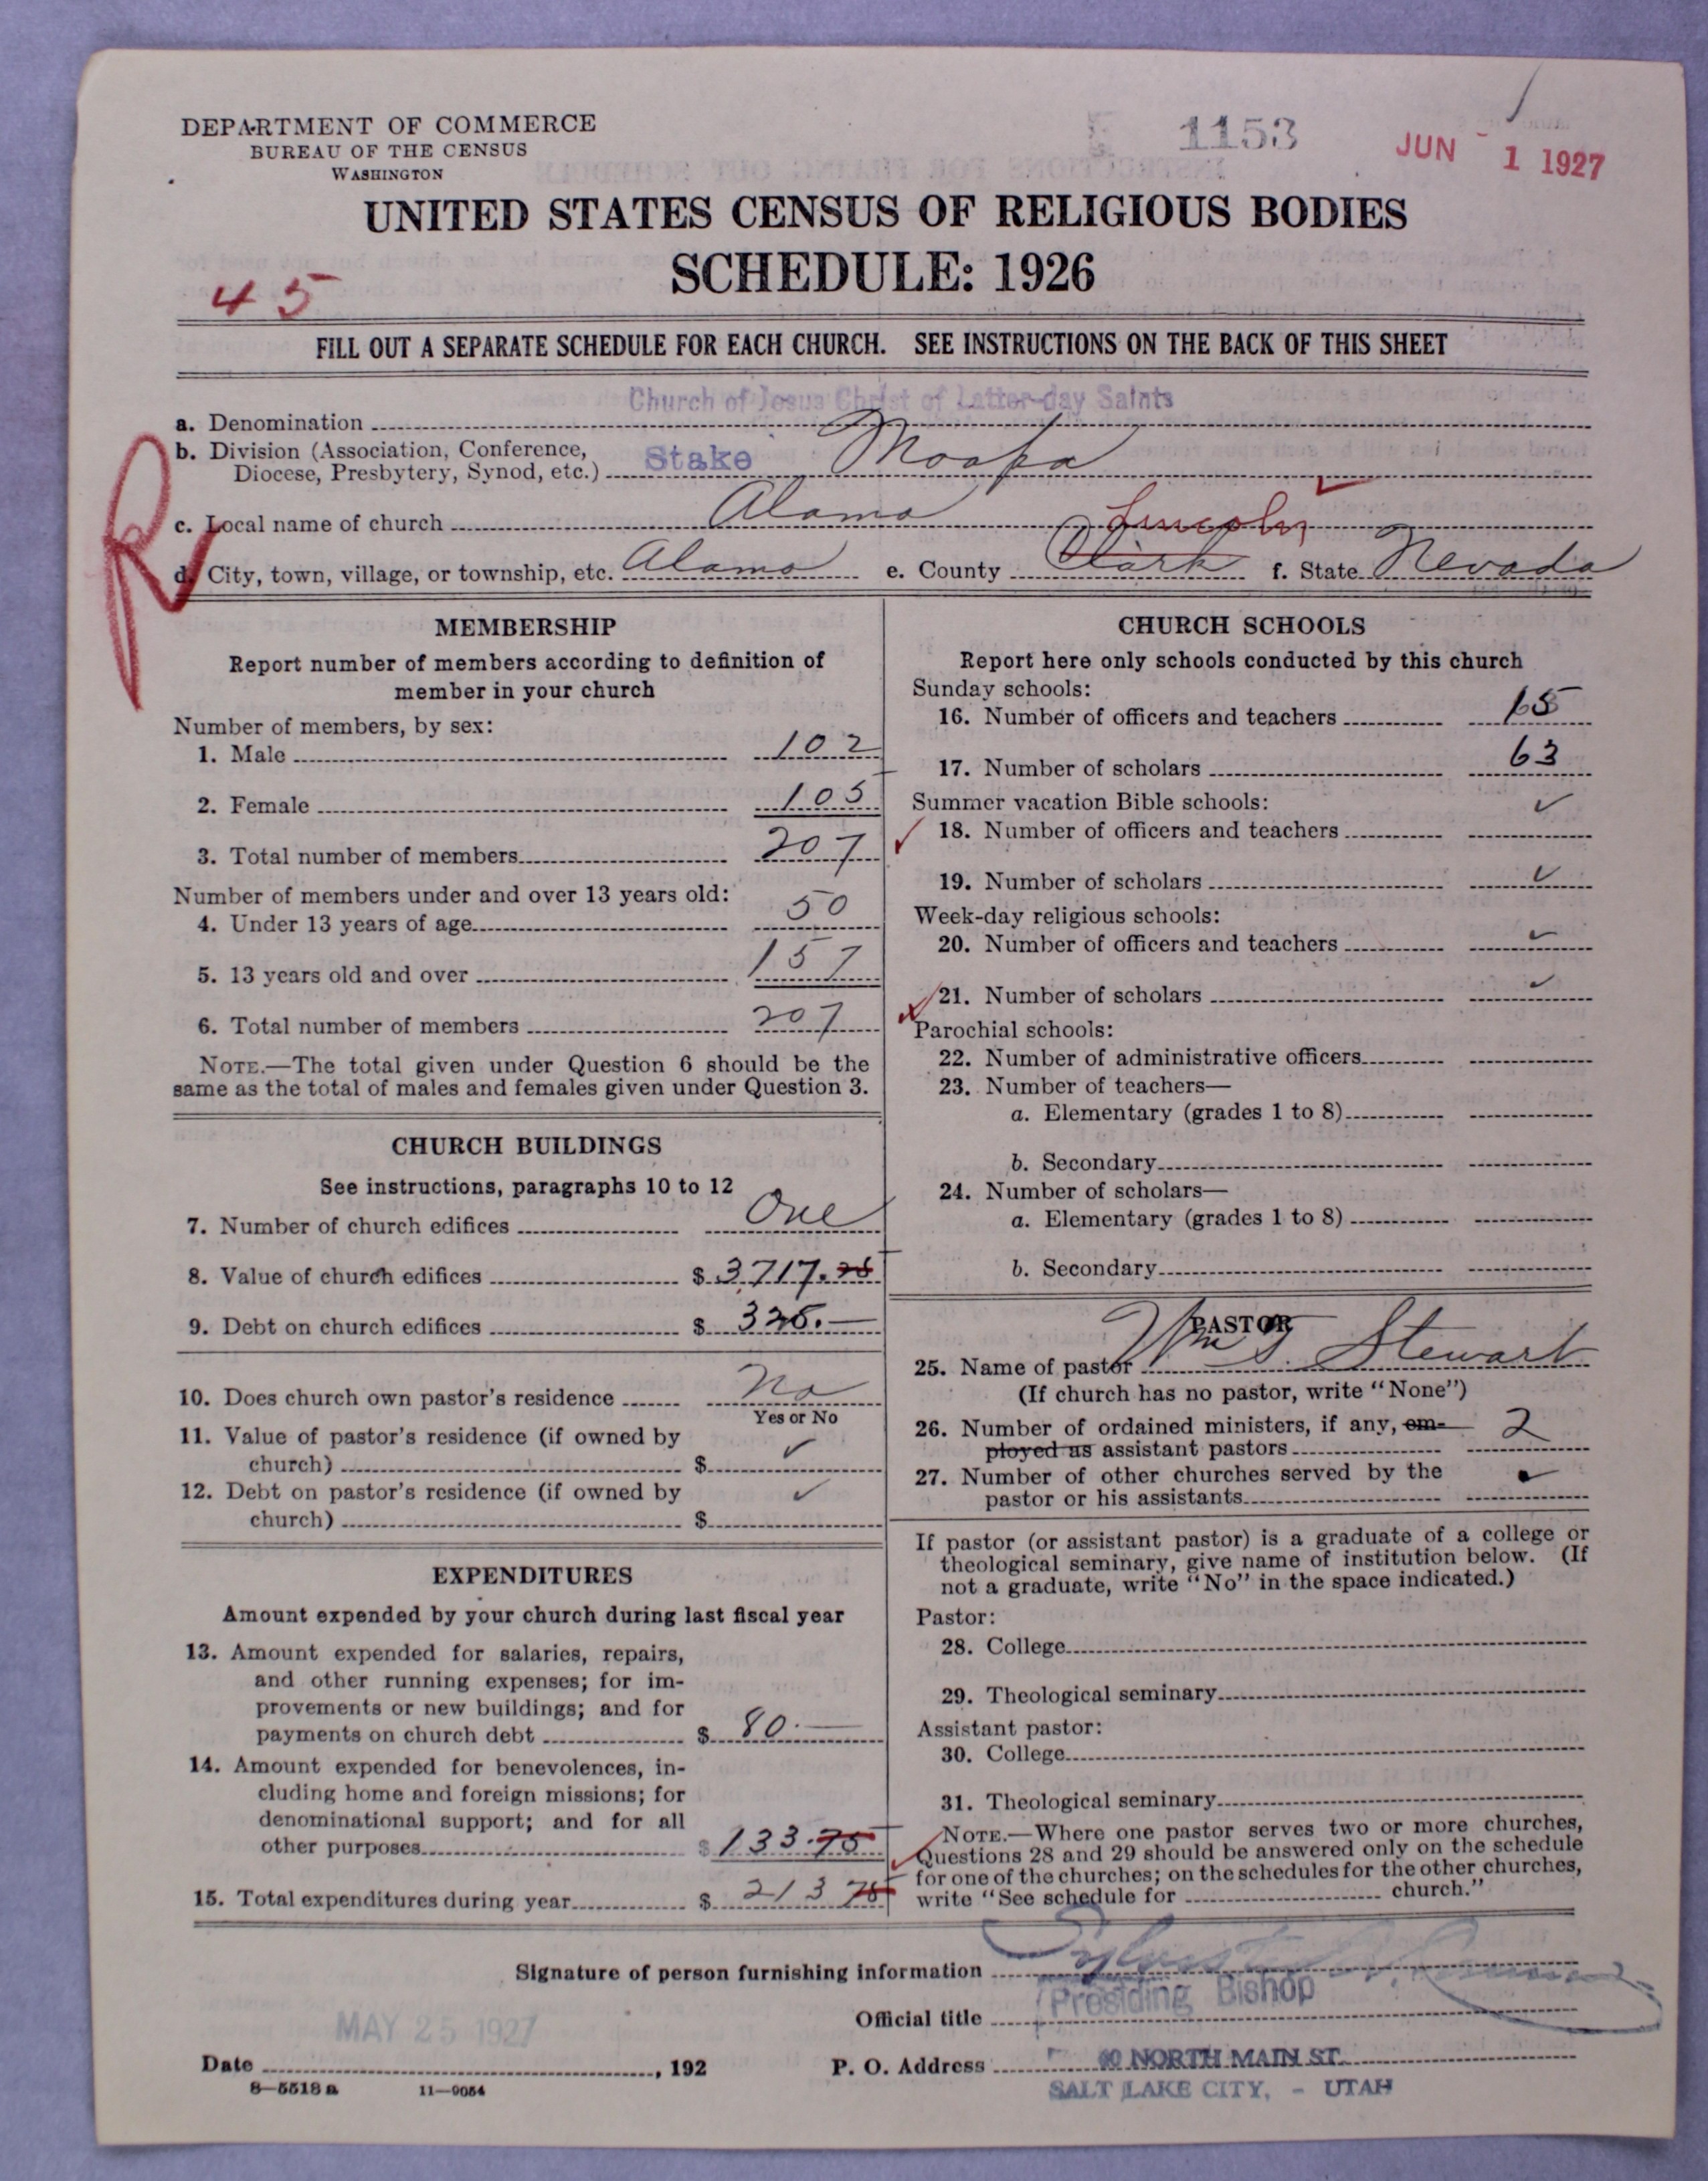 DEPARTMENT OF COMMERCE
BUREAU OF THE CENSUS
WASHINGTON
1153
JUN 1 1927
UNITED STATES CENSUS OF RELIGIOUS BODIES
SCHEDULE: 1926
45
FILL OUT A SEPARATE SCHEDULE FOR EACH CHURCH. SEE INSTRUCTIONS ON THE BACK OF THIS SHEET
Church of Jesus Christ of Latter-day Saints
a. Denomination
b. Division (Association, Conference,
Diocese, Presbytery, Synod, etc.) Stake Moapa
R
c. Local name of church Alamo
Lincoln
d. City, town, village, or township, etc. Alamo e. County Clark f. State Nevada
MEMBERSHIP
Report number of members according to definition of
member in your church
Number of members, by sex:
1. Male 102
2. Female 105
3. Total number of members 207
Number of members under and over 13 years old:
4. Under 13 years of age 50
5. 13 years old and over 157
6. Total number of members 207
NOTE.—The total given under Question 6 should be the
same as the total of males and females given under Question 3.
CHURCH BUILDINGS
See instructions, paragraphs 10 to 12
7. Number of church edifices One
8. Value of church edifices $ 3717.
9. Debt on church edifices $
10. Does church own pastor's residence No
Yes or No
11. Value of pastor's residence (if owned by
church) $ ✓
12. Debt on pastor's residence (if owned by
church) $ ✓
EXPENDITURES
Amount expended by your church during last fiscal year
13. Amount expended for salaries, repairs,
and other running expenses; for im-
provements or new buildings; and for
payments on church debt $ 80.—
14. Amount expended for benevolences, in-
cluding home and foreign missions; for
denominational support; and for all
other purposes $ 133.75
15. Total expenditures during year $ 213 75
CHURCH SCHOOLS
Report here only schools conducted by this church
Sunday schools:
16. Number of officers and teachers 15
17. Number of scholars 63
Summer vacation Bible schools:
18. Number of officers and teachers ✓
19. Number of scholars ✓
Week-day religious schools:
20. Number of officers and teachers ✓
21. Number of scholars ✓
Parochial schools:
22. Number of administrative officers
23. Number of teachers—
a. Elementary (grades 1 to 8)
b. Secondary
24. Number of scholars—
a. Elementary (grades 1 to 8)
b. Secondary
PASTOR
25. Name of pastor Wm T. Stewart
(If church has no pastor, write "None")
26. Number of ordained ministers, if any, em-
ployed as assistant pastors 2
27. Number of other churches served by the
pastor or his assistants ✓
If pastor (or assistant pastor) is a graduate of a college or
theological seminary, give name of institution below. (If
not a graduate, write "No" in the space indicated.)
Pastor:
28. College
29. Theological seminary
Assistant pastor:
30. College
31. Theological seminary
NOTE.—Where one pastor serves two or more churches,
Questions 28 and 29 should be answered only on the schedule
for one of the churches; on the schedules for the other churches,
write "See schedule for church."
Signature of person furnishing information
Official title Presiding Bishop
MAY 25 1927
Date , 192
P. O. Address 40 NORTH MAIN ST.
SALT LAKE CITY, - UTAH
8—5518 a 11—9054